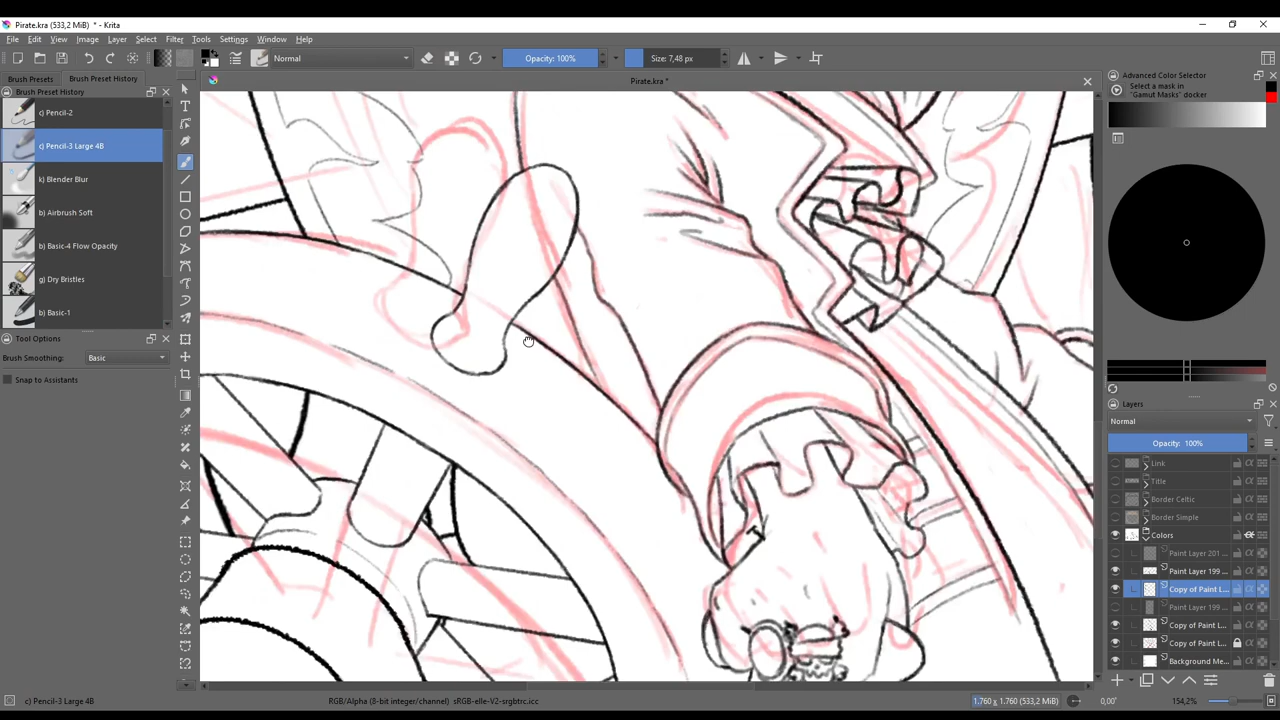 Pirate.kra (533,2 MiB) * - Krita
File Edit View Image Layer Select Filter Tools Settings Window Help
Normal Opacity: 100% Size: 7,48 px
Brush Presets Brush Preset History
Brush Preset History
c) Pencil-2
c) Pencil-3 Large 4B
k) Blender Blur
b) Airbrush Soft
b) Basic-4 Flow Opacity
g) Dry Bristles
b) Basic-1
Tool Options
Brush Smoothing: Basic
Snap to Assistants
Pirate.kra *
Advanced Color Selector
Select a mask in
"Gamut Masks" docker
Layers
Normal
Opacity: 100%
Link
Title
Border Celtic
Border Simple
Colors
Paint Layer 201 ...
Paint Layer 199 ...
Copy of Paint L...
Paint Layer 199 ...
Copy of Paint L...
Copy of Paint L...
Background Me...
c) Pencil-3 Large 4B RGB/Alpha (8-bit integer/channel) sRGB-elle-V2-srgbtrc.icc 1.760 x 1.760 (533,2 MiB) 0,00° 154,2%